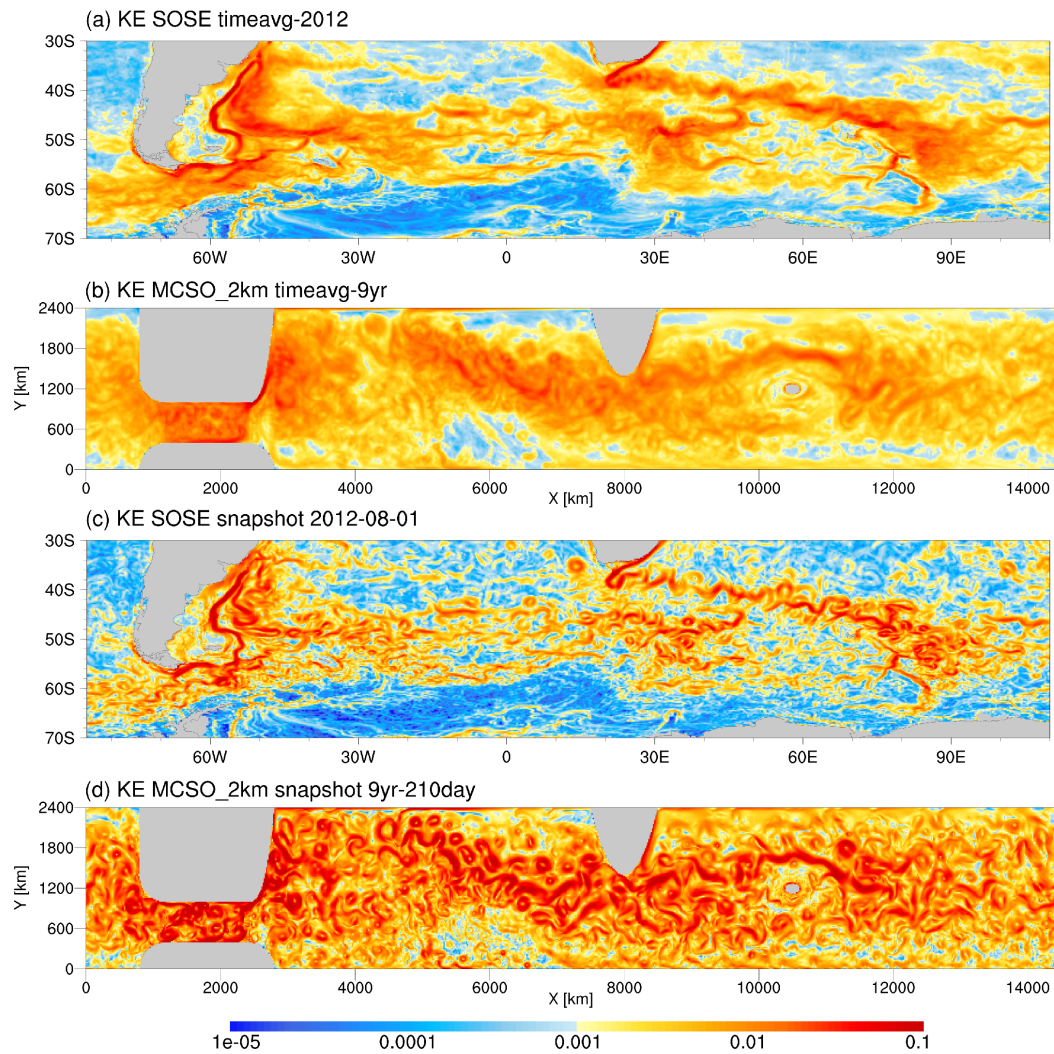 (a) KE SOSE timeavg-2012
30S
40S
50S
60S
70S
60W 30W 0 30E 60E 90E
(b) KE MCSO_2km timeavg-9yr
2400
1800
1200
600
0
Y [km]
0 2000 4000 6000 8000 10000 12000 14000
X [km]
(c) KE SOSE snapshot 2012-08-01
30S
40S
50S
60S
70S
60W 30W 0 30E 60E 90E
(d) KE MCSO_2km snapshot 9yr-210day
2400
1800
1200
600
0
Y [km]
0 2000 4000 6000 8000 10000 12000 14000
X [km]
1e-05 0.0001 0.001 0.01 0.1